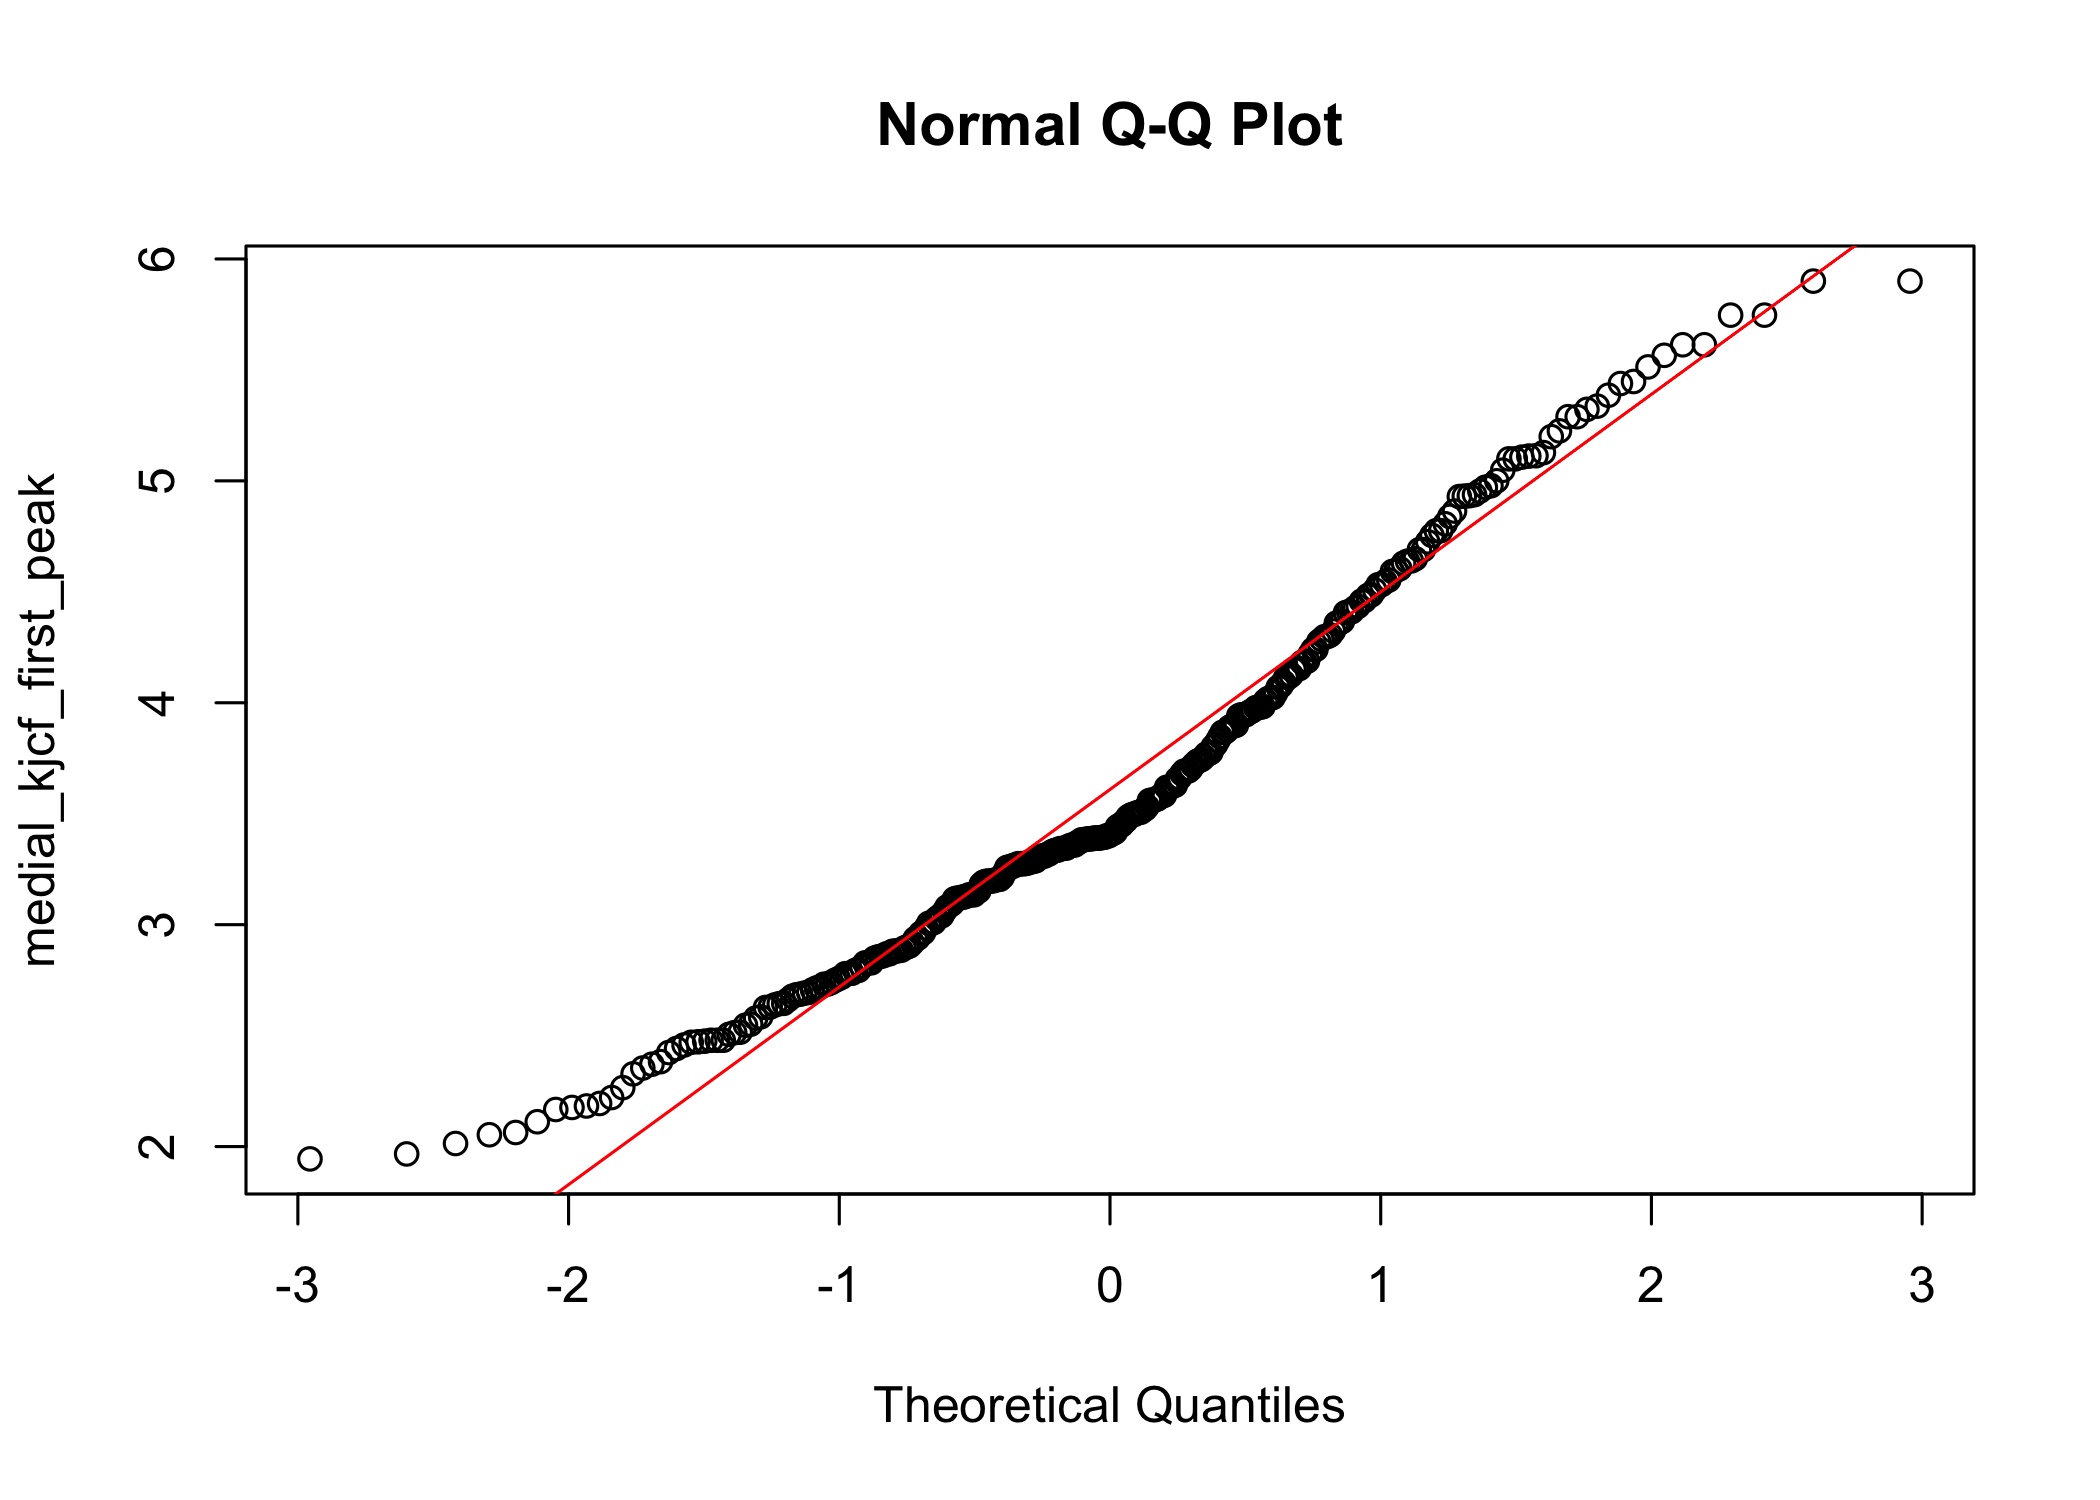 Normal Q-Q Plot
medial_kjcf_first_peak
6
5
4
3
2
-3 -2 -1 0 1 2 3
Theoretical Quantiles